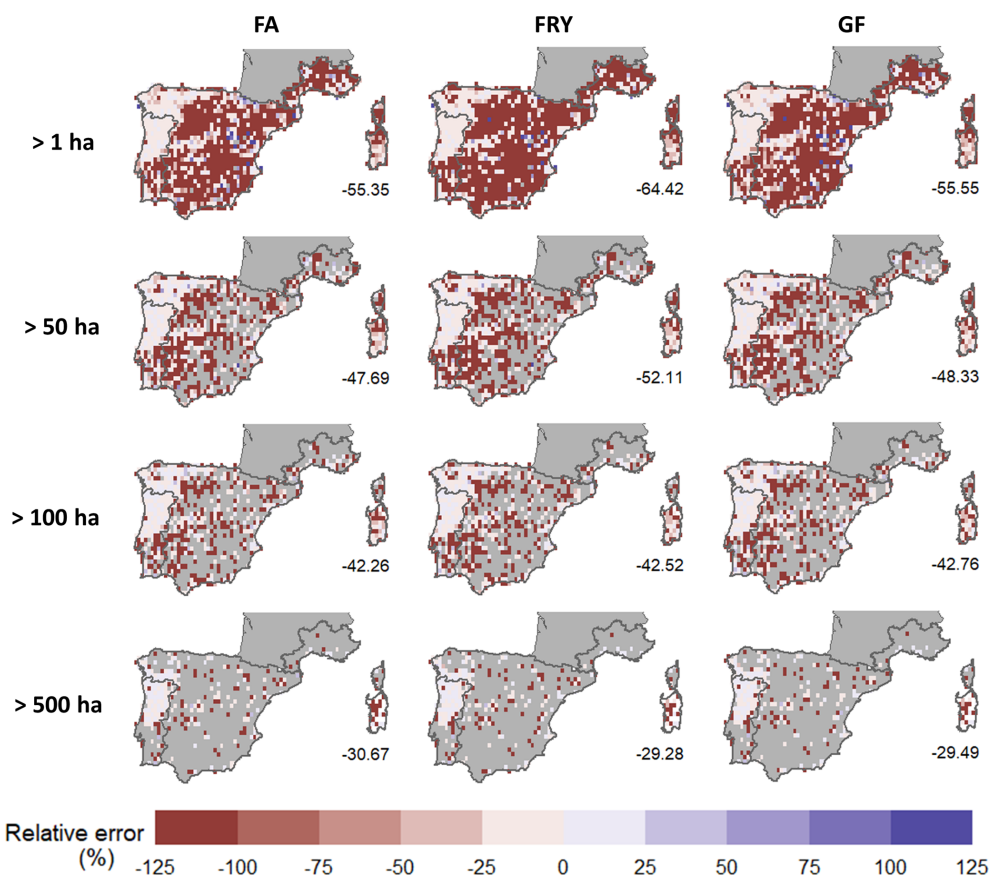 FA FRY GF
> 1 ha
-55.35 -64.42 -55.55
> 50 ha
-47.69 -52.11 -48.33
> 100 ha
-42.26 -42.52 -42.76
> 500 ha
-30.67 -29.28 -29.49
Relative error
(%)
-125 -100 -75 -50 -25 0 25 50 75 100 125